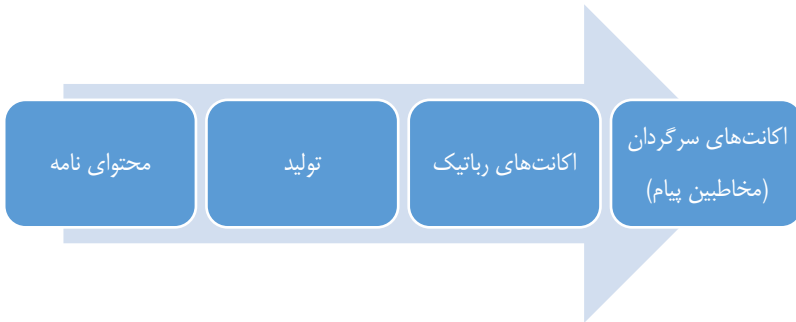 محتوای نامه
تولید
اکانت‌های رباتیک
اکانت‌های سرگردان
(مخاطبین پیام)